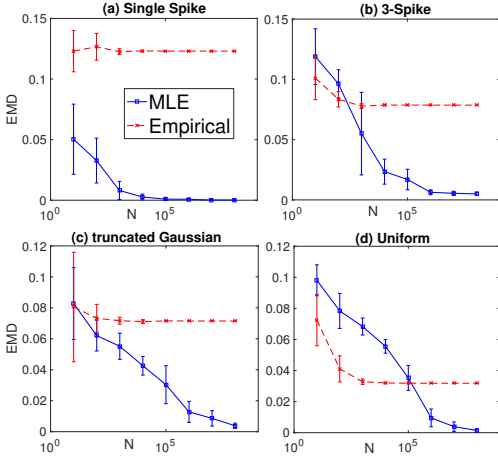 (a) Single Spike
(b) 3-Spike
0.15
0.1
0.05
0
EMD
MLE
Empirical
10^0
N
10^5
0.15
0.1
0.05
0
10^0
N
10^5
(c) truncated Gaussian
(d) Uniform
0.12
0.1
0.08
0.06
0.04
0.02
0
EMD
10^0
N
10^5
0.12
0.1
0.08
0.06
0.04
0.02
0
10^0
N
10^5